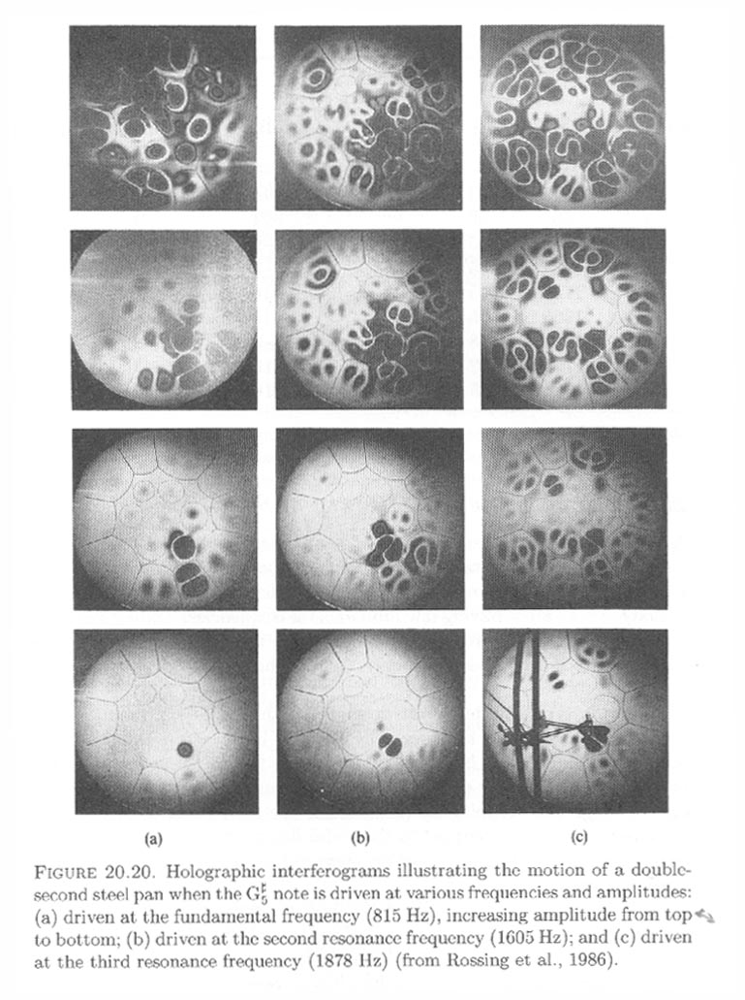 (a) (b) (c)
FIGURE 20.20. Holographic interferograms illustrating the motion of a double-
second steel pan when the G♯5 note is driven at various frequencies and amplitudes:
(a) driven at the fundamental frequency (815 Hz), increasing amplitude from top
to bottom; (b) driven at the second resonance frequency (1605 Hz); and (c) driven
at the third resonance frequency (1878 Hz) (from Rossing et al., 1986).